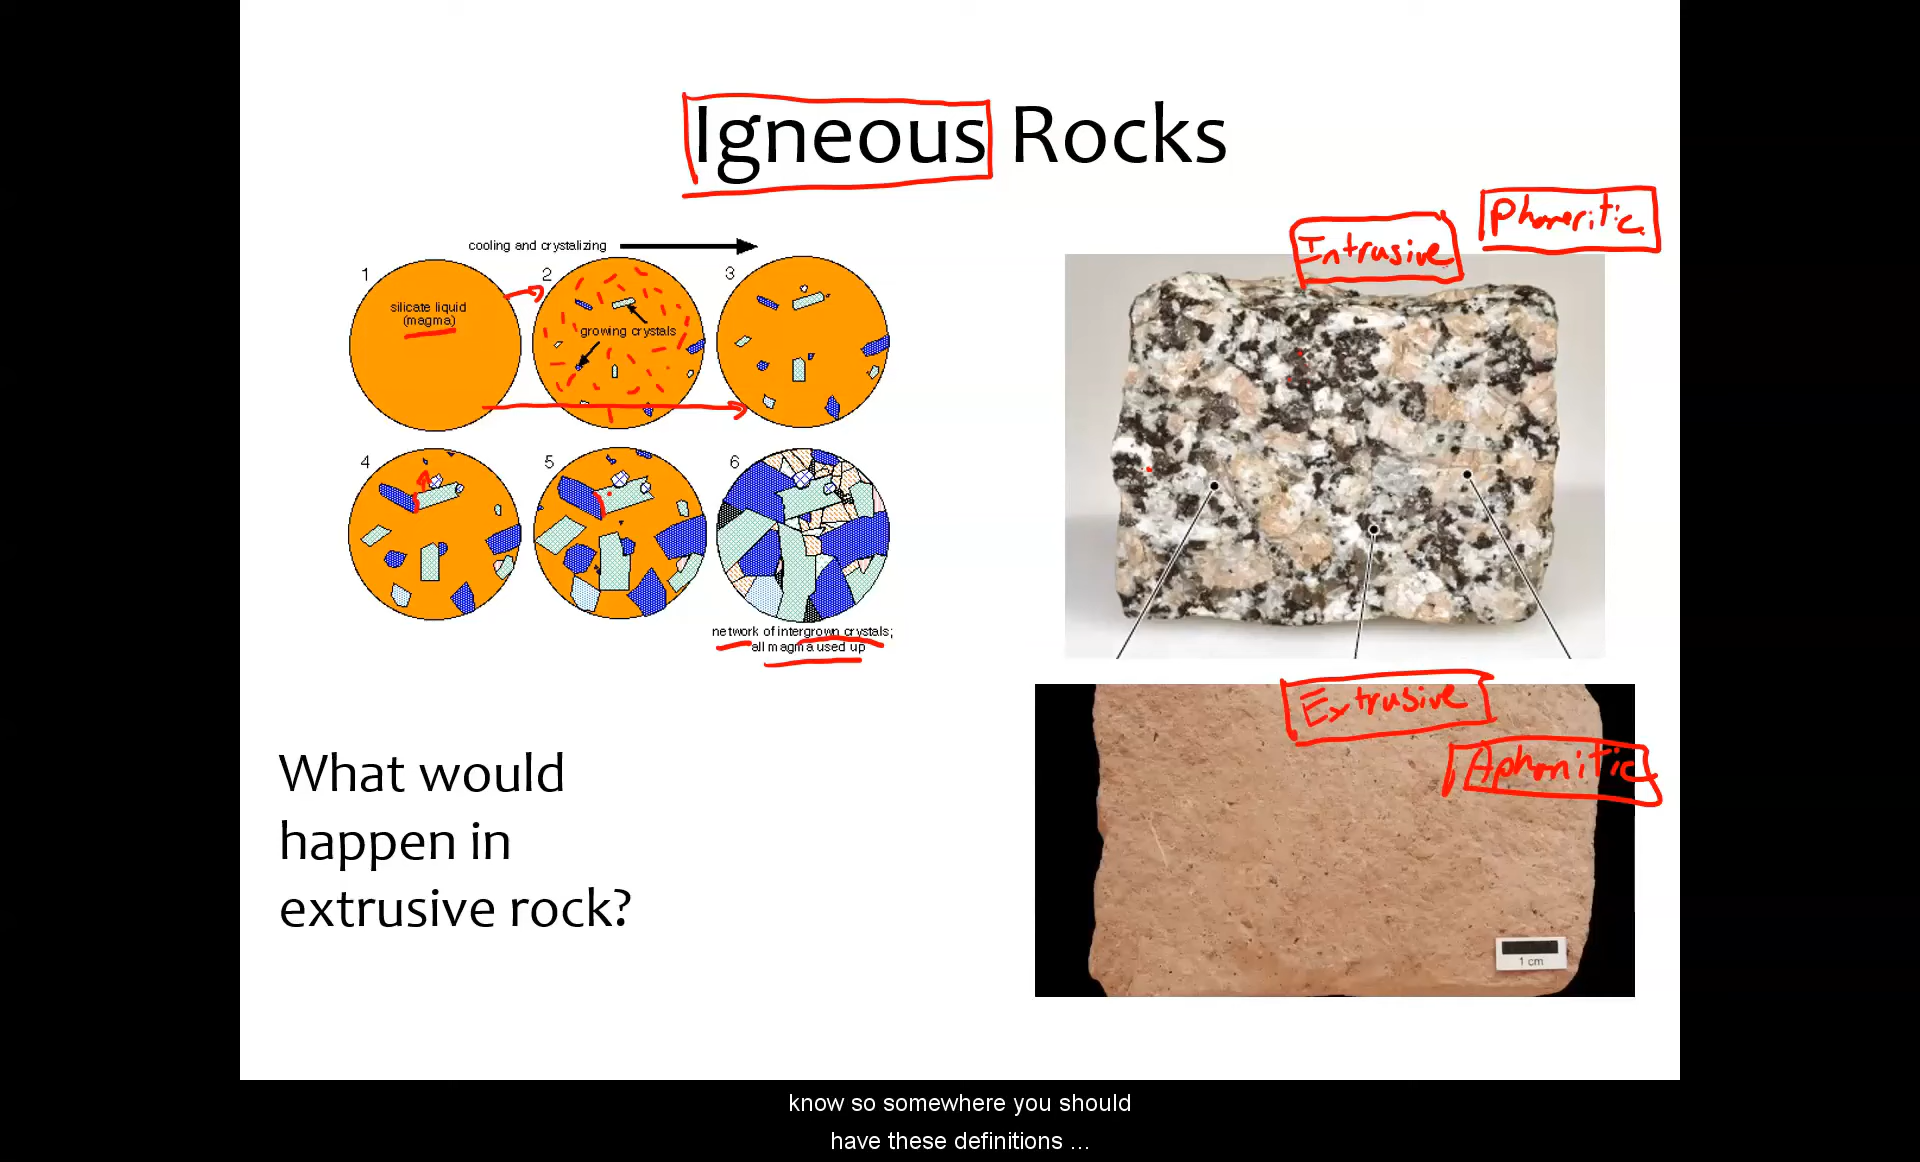 Igneous Rocks
Phaneritic
Intrusive
cooling and crystalizing
1
2
3
silicate liquid
(magma)
growing crystals
4
5
6
network of intergrown crystals;
all magma used up
Extrusive
Aphanitic
What would
happen in
extrusive rock?
1 cm
know so somewhere you should
have these definitions ...